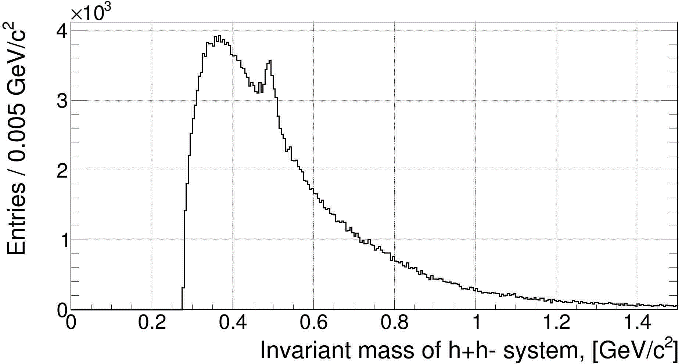 ×10³
Entries / 0.005 GeV/c²
4
3
2
1
0
0 0.2 0.4 0.6 0.8 1 1.2 1.4
Invariant mass of h+h- system, [GeV/c²]